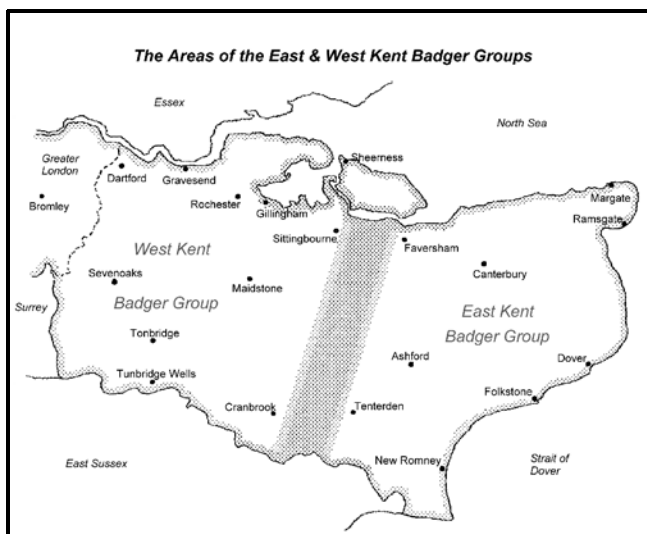 The Areas of the East & West Kent Badger Groups
Essex
North Sea
Greater
London
Sheerness
Dartford
Gravesend
Margate
Bromley
Rochester
Gillingham
Ramsgate
Sittingbourne
Faversham
West Kent
Badger Group
Canterbury
Sevenoaks
Maidstone
Surrey
East Kent
Badger Group
Tonbridge
Ashford
Dover
Tunbridge Wells
Folkstone
Cranbrook
Tenterden
New Romney
East Sussex
Strait of
Dover